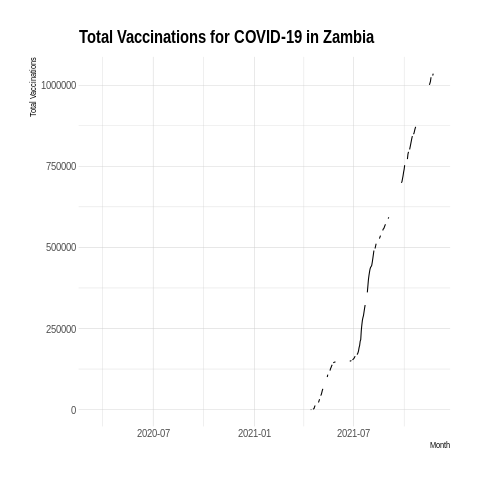 Total Vaccinations for COVID-19 in Zambia
Total Vaccinations
1000000
750000
500000
250000
0
2020-07
2021-01
2021-07
Month